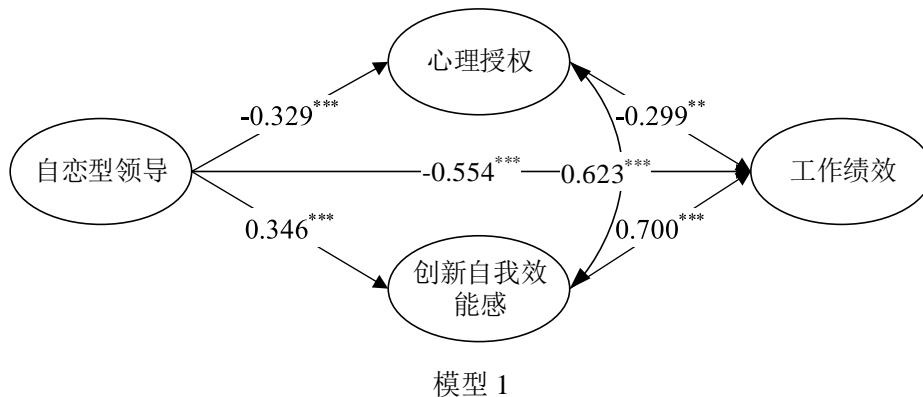 心理授权
-0.329***
-0.299**
自恋型领导
-0.554***
0.623***
工作绩效
0.346***
0.700***
创新自我效
能感
模型 1